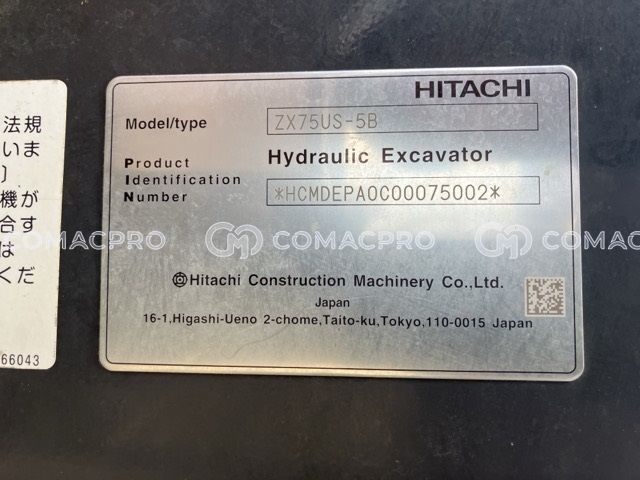 HITACHI
Model/type ZX75US-5B
Product Hydraulic Excavator
Identification
Number *HCMDEPA0C00075002*
Hitachi Construction Machinery Co.,Ltd.
Japan
16-1,Higashi-Ueno 2-chome,Taito-ku,Tokyo,110-0015 Japan
法規
いま
)
機が
合す
は
くだ
66043
COMACPRO COMACPRO COMACPRO